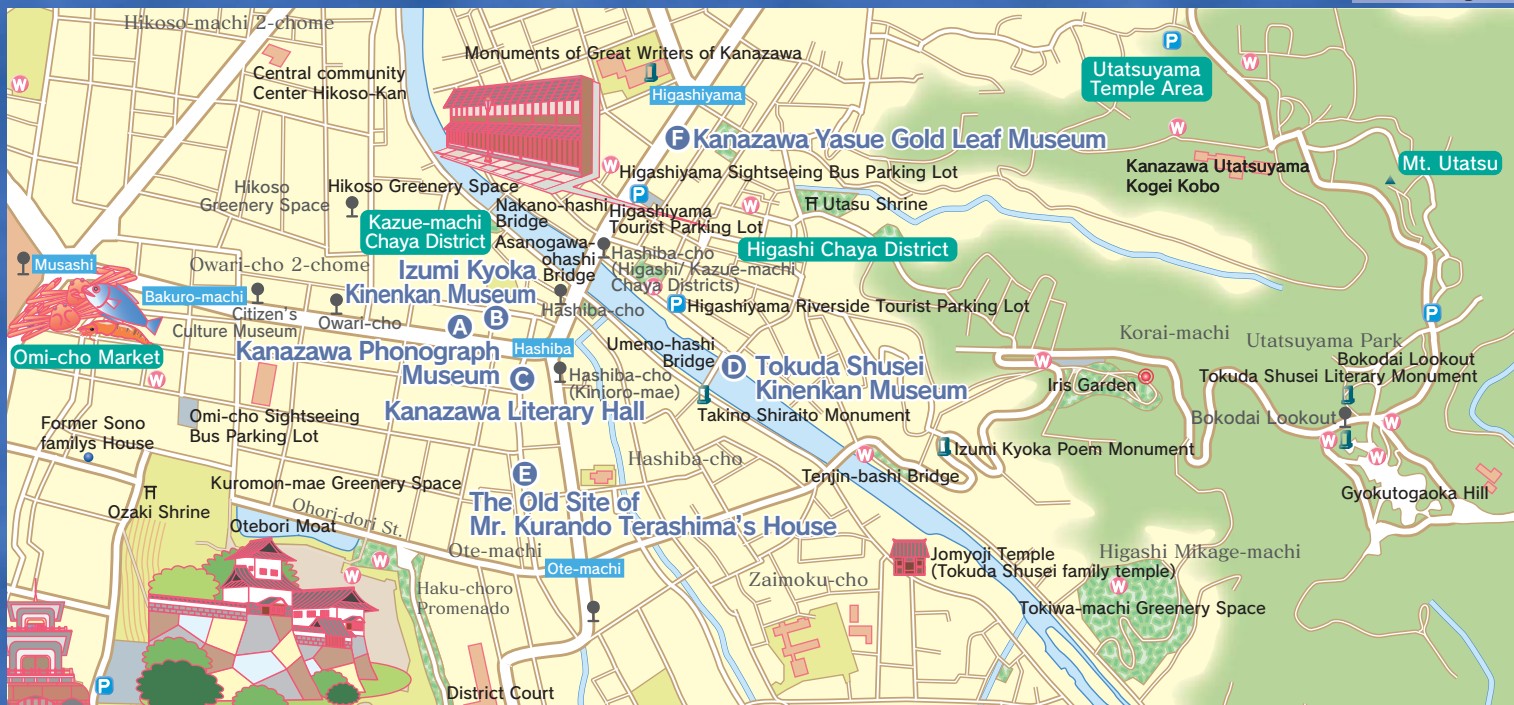 Hikoso-machi 2-chome
Central community
Center Hikoso-Kan
Monuments of Great Writers of Kanazawa
Higashiyama
P
Utatsuyama
Temple Area
W
W
W
F Kanazawa Yasue Gold Leaf Museum
Kanazawa Utatsuyama
Kogei Kobo
Mt. Utatsu
W
Higashiyama Sightseeing Bus Parking Lot
P
Hikoso
Greenery Space
Hikoso Greenery Space
Nakano-hashi
Bridge
Higashiyama
Tourist Parking Lot
W
Utasu Shrine
Kazue-machi
Chaya District
Asanogawa-
ohashi
Bridge
Hashiba-cho
(Higashi/ Kazue-machi
Chaya Districts)
W
Higashi Chaya District
Musashi
Owari-cho 2-chome
Izumi Kyoka
Kinenkan Museum
B
Bakuro-machi
Citizen's
Culture Museum
Owari-cho
Hashiba-cho
P
Higashiyama Riverside Tourist Parking Lot
P
A
Kanazawa Phonograph
Museum
Hashiba
Umeno-hashi
Bridge
Korai-machi
Utatsuyama Park
Omi-cho Market
W
C
Kanazawa Literary Hall
Hashiba-cho
(Kinjoro-mae)
D Tokuda Shusei
Kinenkan Museum
W
Iris Garden
Bokodai Lookout
Tokuda Shusei Literary Monument
Takino Shiraito Monument
Bokodai Lookout
W
W
W
Former Sono
familys House
Omi-cho Sightseeing
Bus Parking Lot
Hashiba-cho
W
Izumi Kyoka Poem Monument
Tenjin-bashi Bridge
Gyokutogaoka Hill
Kuromon-mae Greenery Space
E
The Old Site of
Mr. Kurando Terashima's House
Ozaki Shrine
Otebori Moat
Ohori-dori St.
Ote-machi
Ote-machi
W
W
Haku-choro
Promenado
Zaimoku-cho
Jomyoji Temple
(Tokuda Shusei family temple)
Higashi Mikage-machi
W
Tokiwa-machi Greenery Space
P
District Court